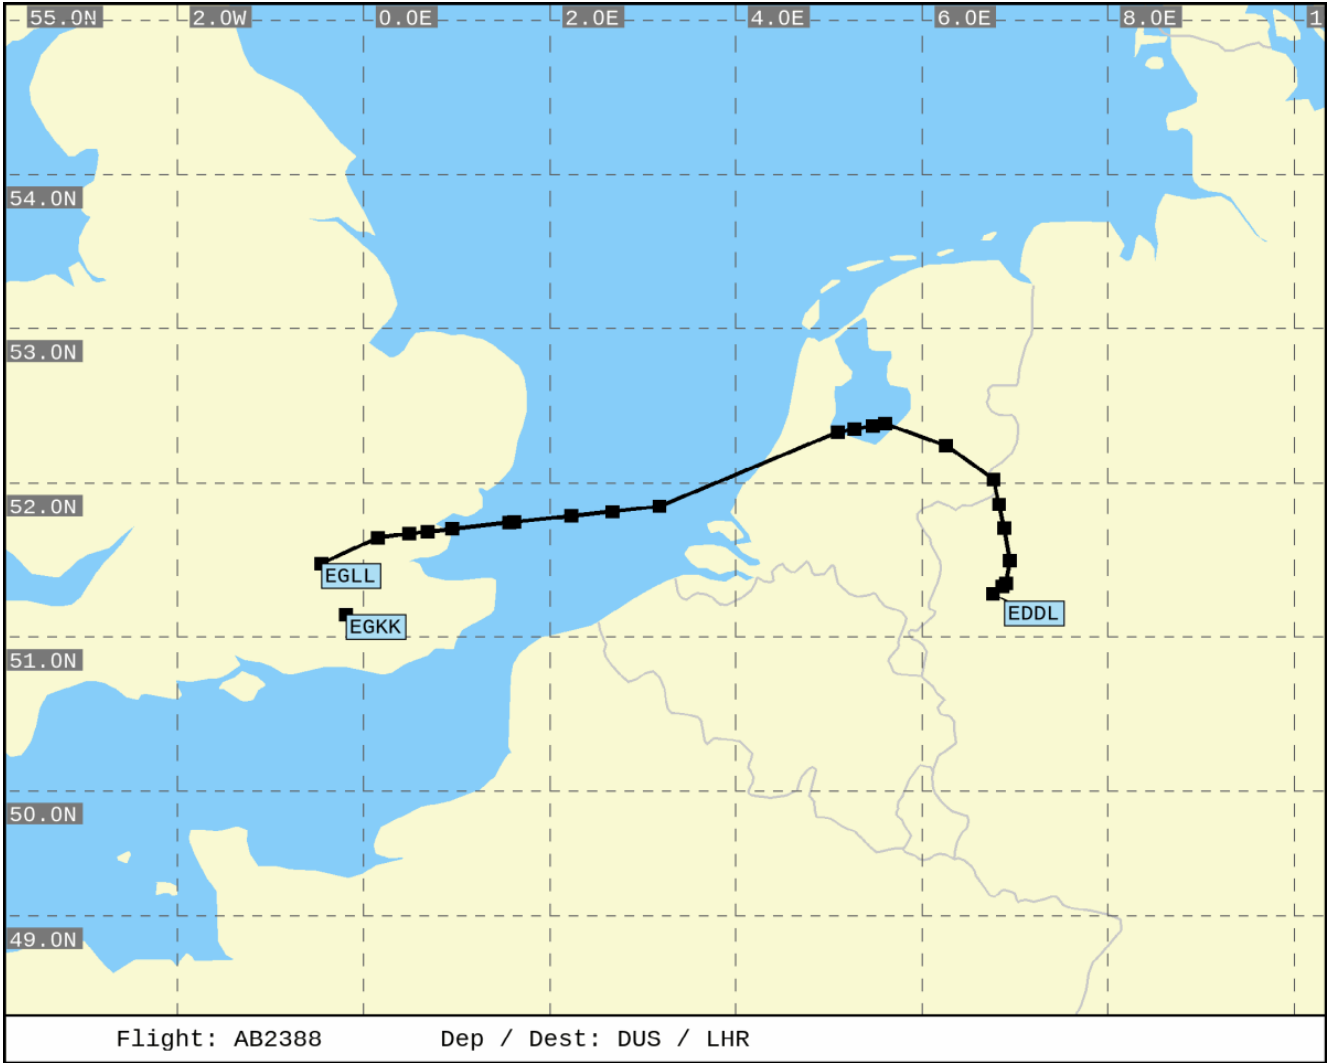 55.0N 2.0W 0.0E 2.0E 4.0E 6.0E 8.0E 1
54.0N
53.0N
52.0N
EGLL
EDDL
EGKK
51.0N
50.0N
49.0N
Flight: AB2388 Dep / Dest: DUS / LHR